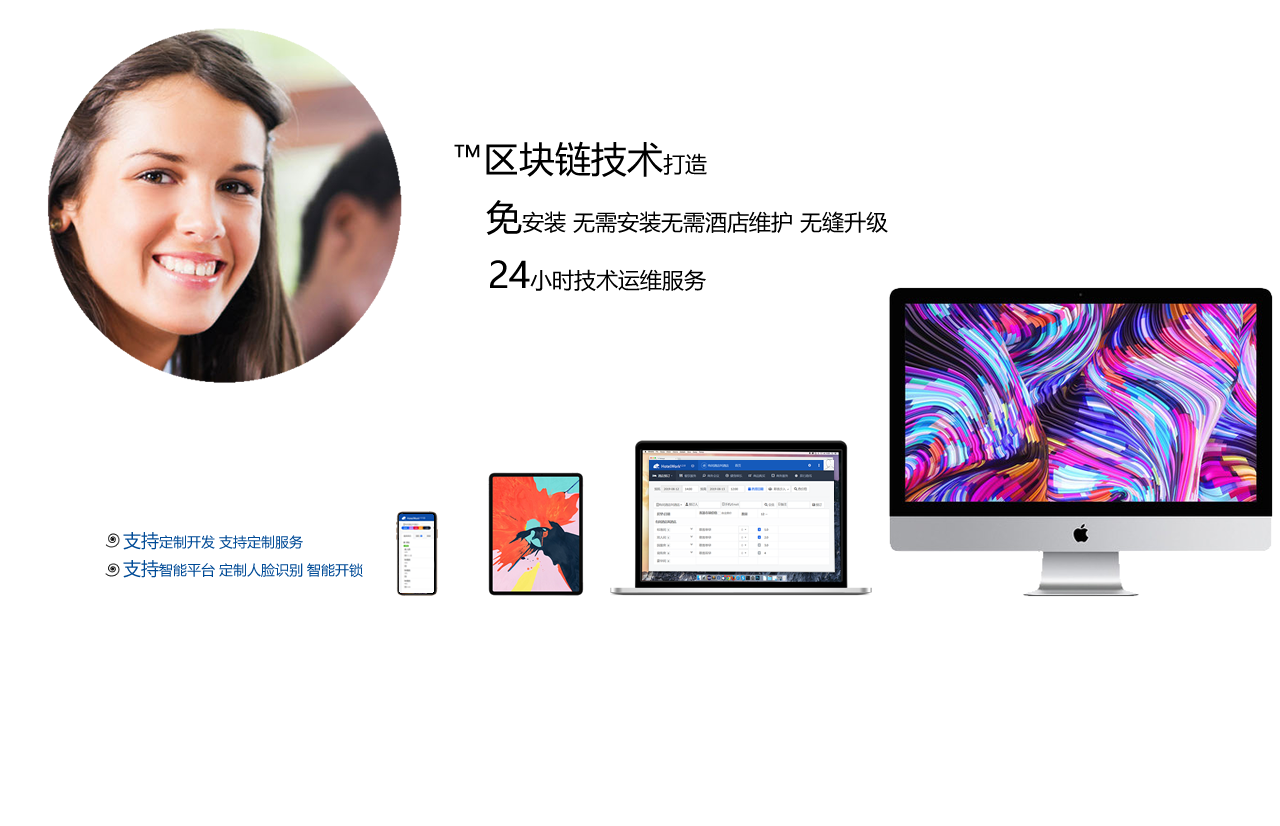 ™区块链技术打造
免安装 无需安装无需酒店维护 无缝升级
24小时技术运维服务
支持定制开发 支持定制服务
支持智能平台 定制人脸识别 智能开锁